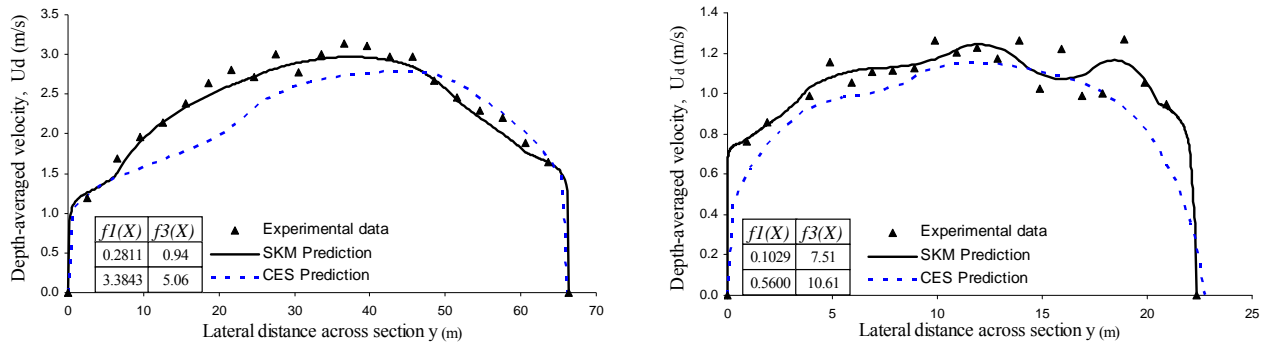 Depth-averaged velocity, Ud (m/s)
3.5
3.0
2.5
2.0
1.5
1.0
0.5
0.0
f1(X) f3(X)
0.2811 0.94
3.3843 5.06
Experimental data
SKM Prediction
CES Prediction
0 10 20 30 40 50 60 70
Lateral distance across section y (m)
Depth-averaged velocity, Ud (m/s)
1.4
1.2
1.0
0.8
0.6
0.4
0.2
0.0
f1(X) f3(X)
0.1029 7.51
0.5600 10.61
Experimental data
SKM Prediction
CES Prediction
0 5 10 15 20 25
Lateral distance across section y (m)